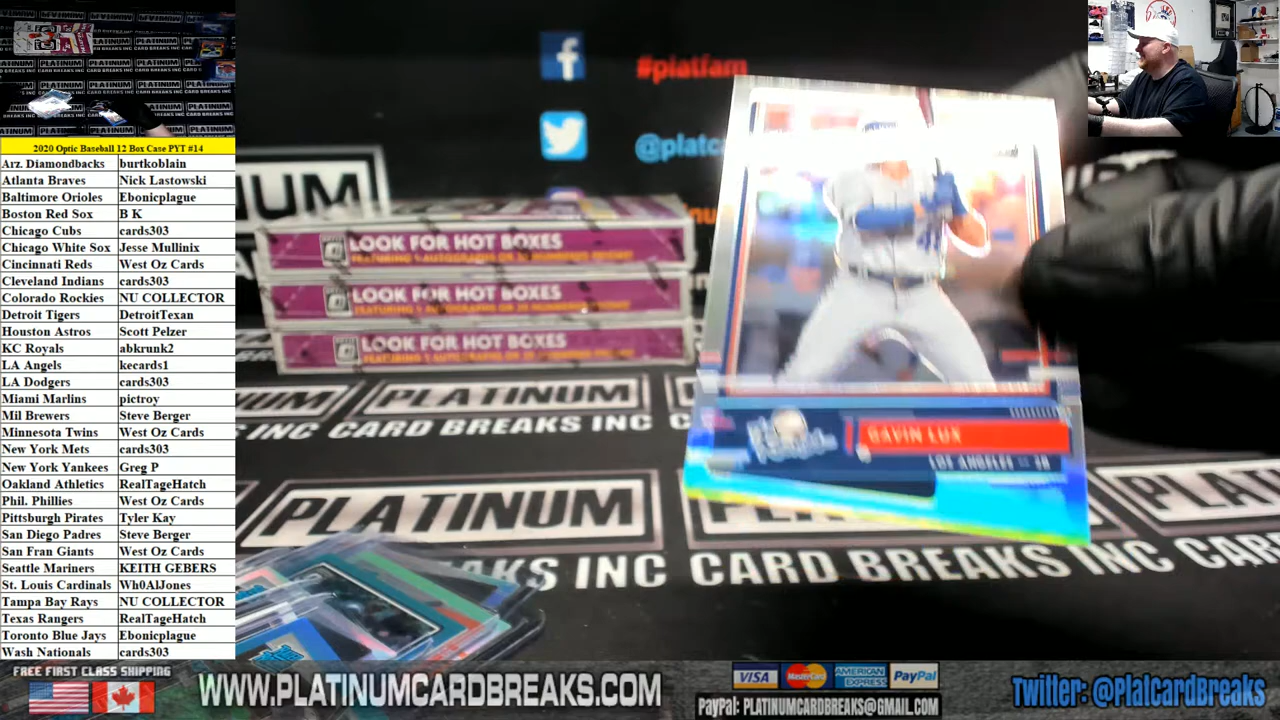 2020 Optic Baseball 12 Box Case PYT #14
Arz. Diamondbacks burtkoblain
Atlanta Braves Nick Lastowski
Baltimore Orioles Ebonicplague
Boston Red Sox B K
Chicago Cubs cards303
Chicago White Sox Jesse Mullinix
Cincinnati Reds West Oz Cards
Cleveland Indians cards303
Colorado Rockies NU COLLECTOR
Detroit Tigers DetroitTexan
Houston Astros Scott Pelzer
KC Royals abkrunk2
LA Angels kecards1
LA Dodgers cards303
Miami Marlins pictroy
Mil Brewers Steve Berger
Minnesota Twins West Oz Cards
New York Mets cards303
New York Yankees Greg P
Oakland Athletics RealTageHatch
Phil. Phillies West Oz Cards
Pittsburgh Pirates Tyler Kay
San Diego Padres Steve Berger
San Fran Giants West Oz Cards
Seattle Mariners KEITH GEBERS
St. Louis Cardinals Wh0AlJones
Tampa Bay Rays NU COLLECTOR
Texas Rangers RealTageHatch
Toronto Blue Jays Ebonicplague
Wash Nationals cards303
#platfam
@platc
LOOK FOR HOT BOXES
LOOK FOR HOT BOXES
LOOK FOR HOT BOXES
GAVIN LUX
LOS ANGELES
PLATINUM
INC CARD BREAKS INC
PLATINUM
INC CARD BREAKS INC CAR
FREE FIRST CLASS SHIPPING
WWW.PLATINUMCARDBREAKS.COM
VISA MasterCard AMERICAN EXPRESS PayPal
PayPal: PLATINUMCARDBREAKS@GMAIL.COM
Twitter: @PlatCardBreaks